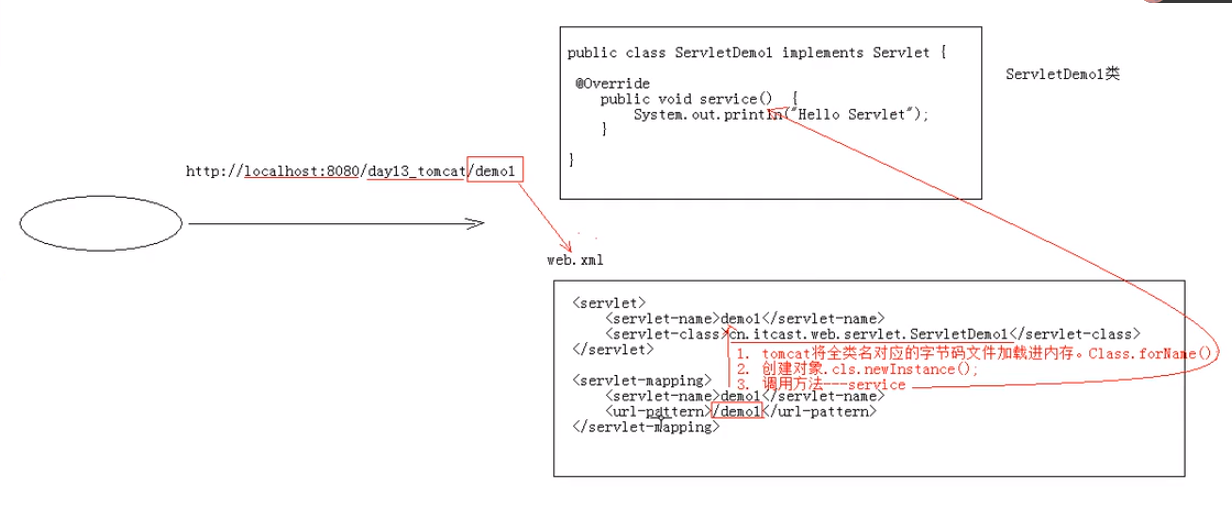 public class ServletDemo1 implements Servlet {
ServletDemo1类
@Override
public void service() {
System.out.println("Hello Servlet");
}
}
http://localhost:8080/day13_tomcat/demo1
web.xml
<servlet>
<servlet-name>demo1</servlet-name>
<servlet-class>cn.itcast.web.servlet.ServletDemo1</servlet-class>
</servlet>
1. tomcat将全类名对应的字节码文件加载进内存。Class.forName()
2. 创建对象.cls.newInstance();
3. 调用方法---service
<servlet-mapping>
<servlet-name>demo1</servlet-name>
<url-pattern>/demo1</url-pattern>
</servlet-mapping>